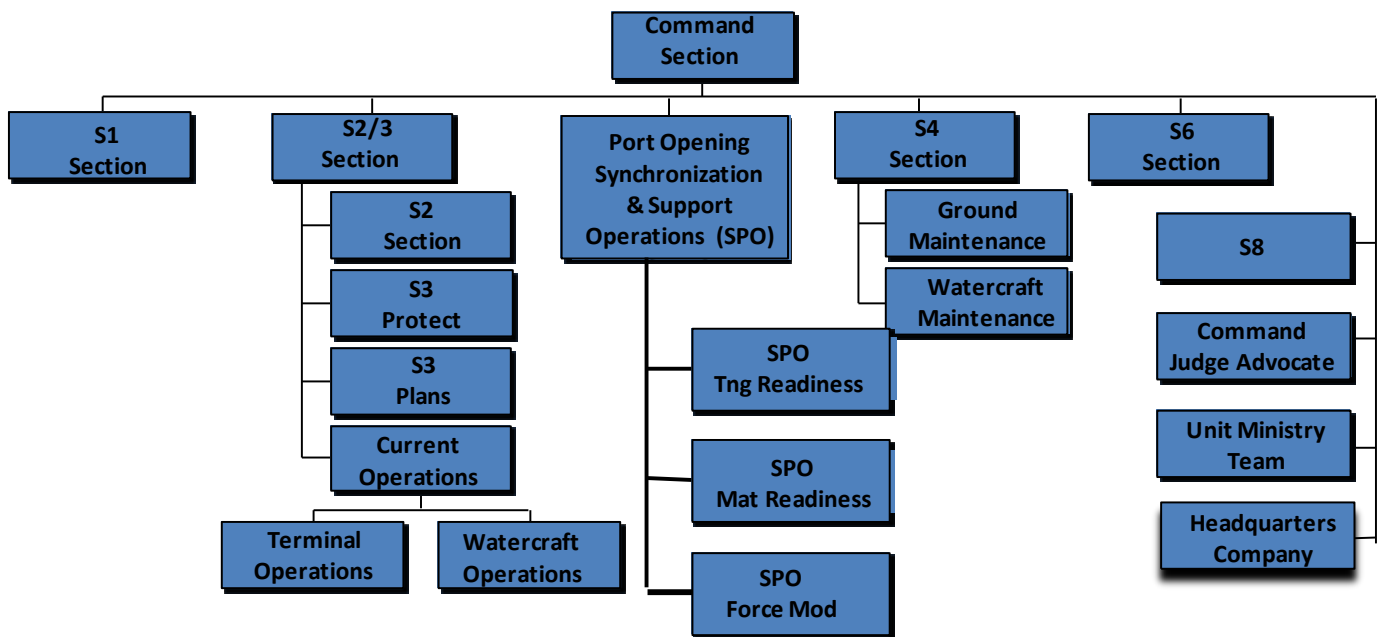 Command
Section
S1
Section
S2/3
Section
Port Opening
Synchronization
& Support
Operations (SPO)
S4
Section
S6
Section
S2
Section
S3
Protect
S3
Plans
Current
Operations
Terminal
Operations
Watercraft
Operations
SPO
Tng Readiness
SPO
Mat Readiness
SPO
Force Mod
Ground
Maintenance
Watercraft
Maintenance
S8
Command
Judge Advocate
Unit Ministry
Team
Headquarters
Company